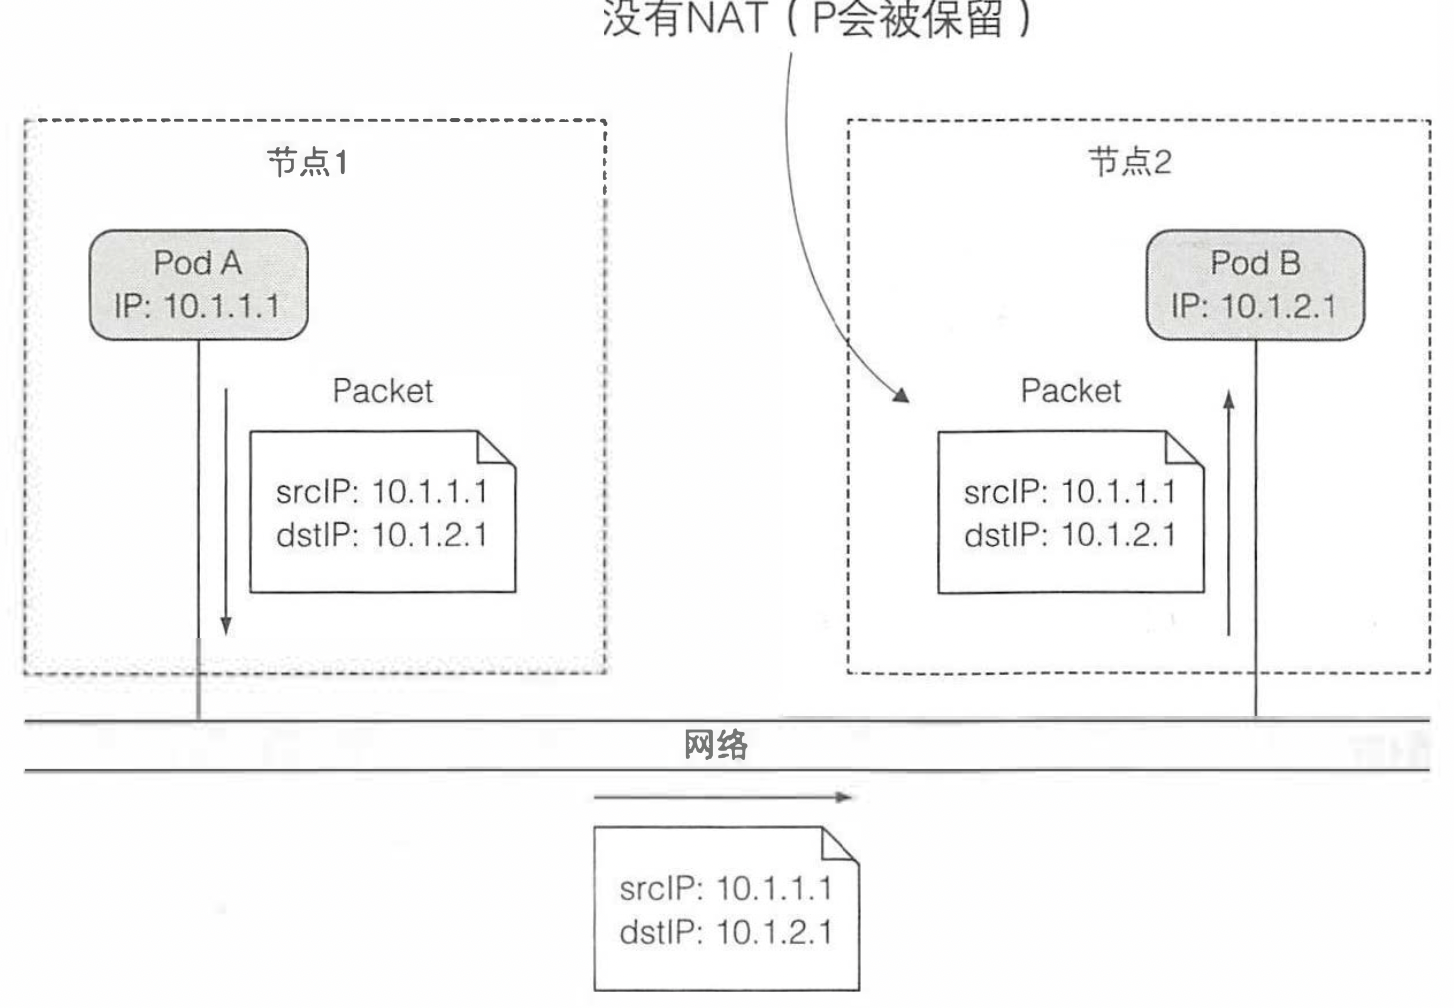 没有NAT（P会被保留）
节点1
节点2
Pod A
IP: 10.1.1.1
Pod B
IP: 10.1.2.1
Packet
srcIP: 10.1.1.1
dstIP: 10.1.2.1
Packet
srcIP: 10.1.1.1
dstIP: 10.1.2.1
网络
srcIP: 10.1.1.1
dstIP: 10.1.2.1